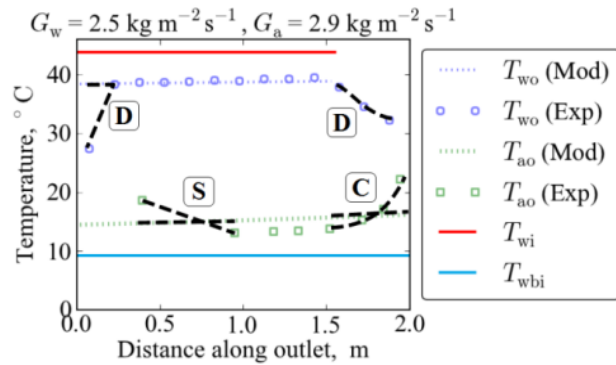 G_w = 2.5 kg m⁻² s⁻¹ , G_a = 2.9 kg m⁻² s⁻¹
Temperature, ° C
40
30
20
10
0
0.0 0.5 1.0 1.5 2.0
Distance along outlet, m
D
D
S
C
T_wo (Mod)
T_wo (Exp)
T_ao (Mod)
T_ao (Exp)
T_wi
T_wbi